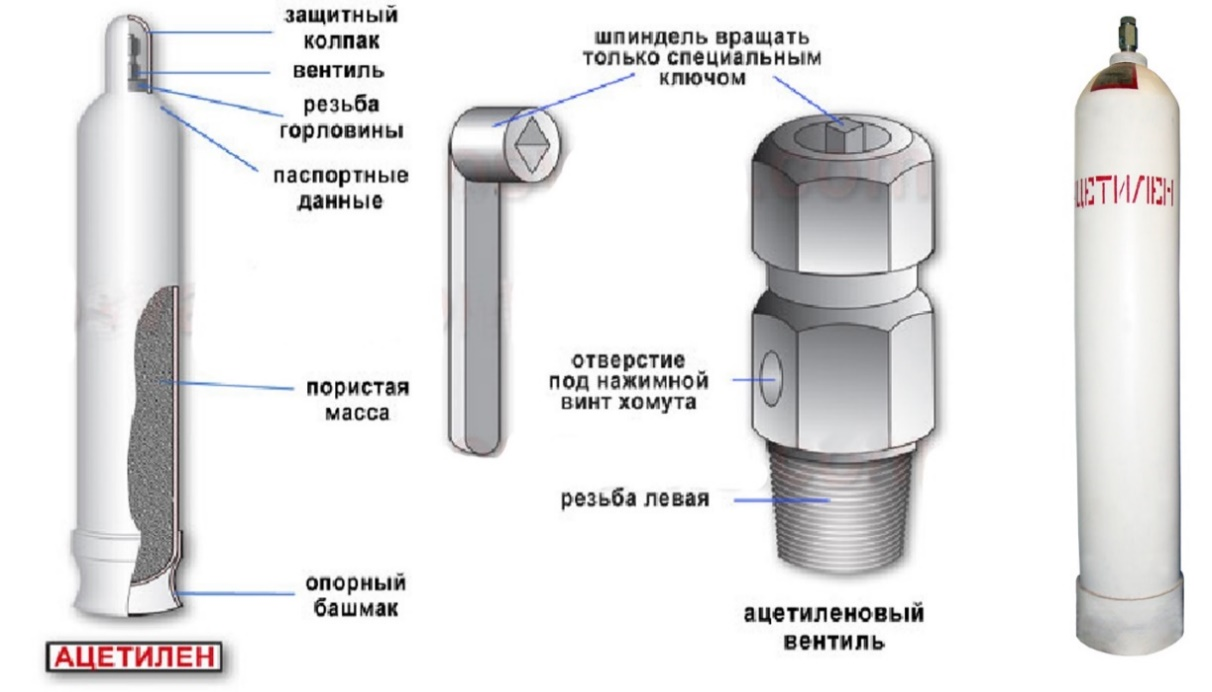 защитный
колпак
вентиль
резьба
горловины
паспортные
данные
пористая
масса
опорный
башмак
АЦЕТИЛЕН
шпиндель вращать
только специальным
ключом
отверстие
под нажимной
винт хомута
резьба левая
ацетиленовый
вентиль
ЦЕТИЛЕН